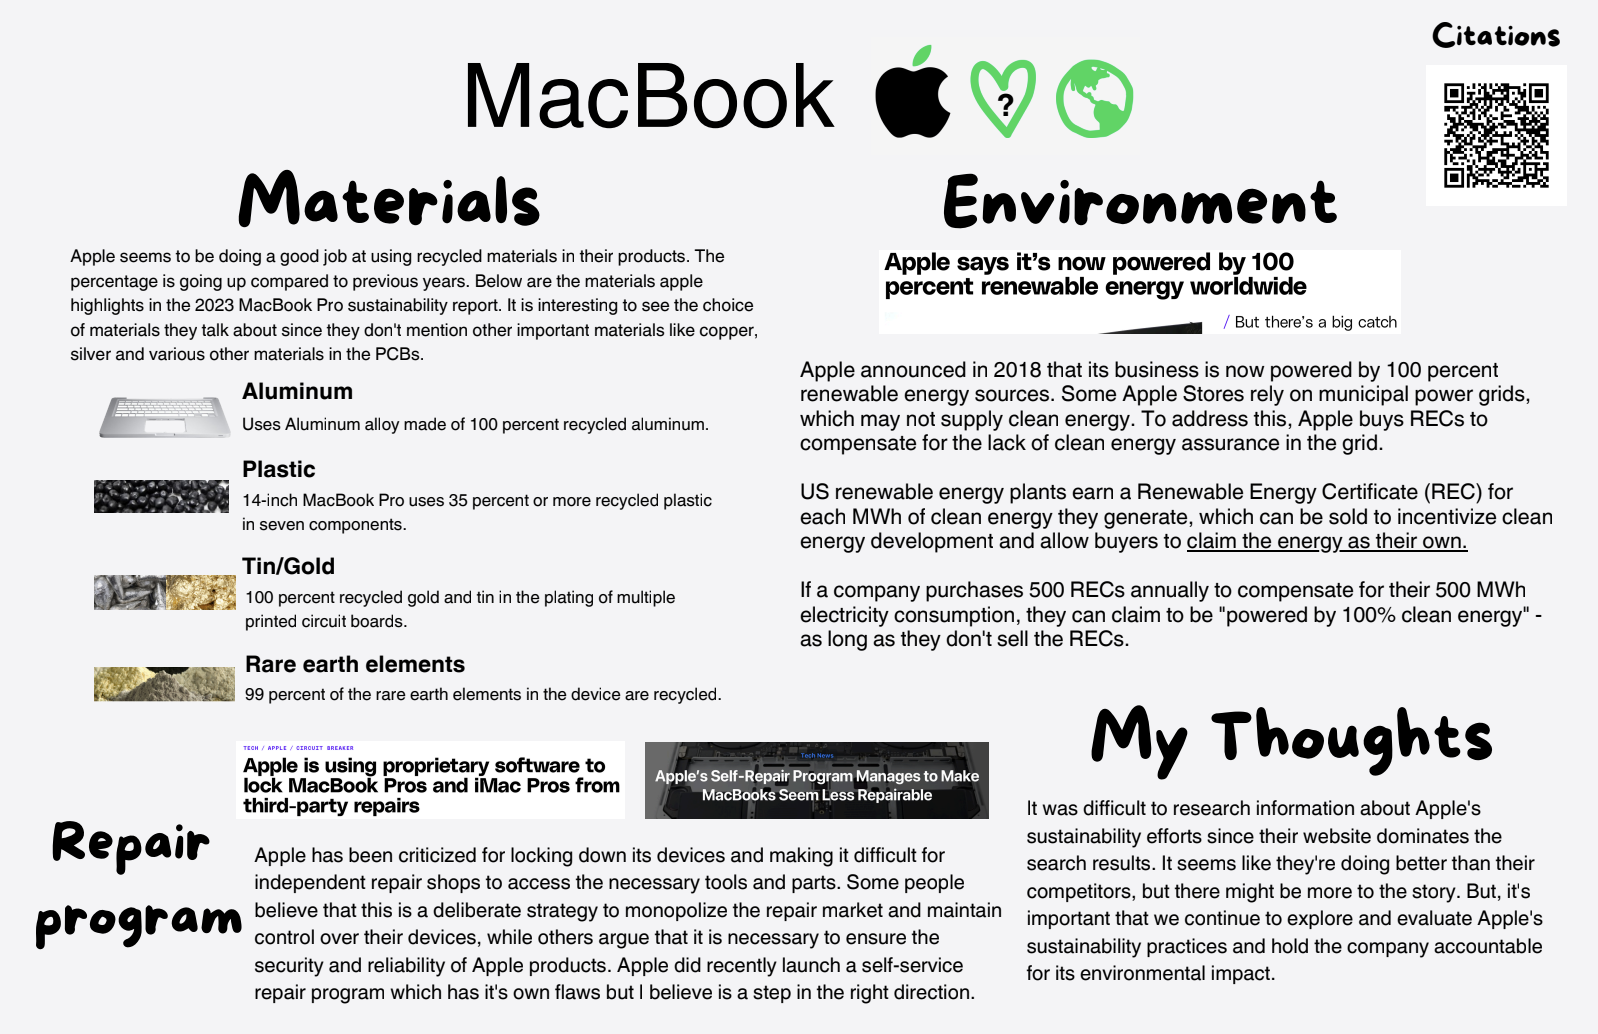 MacBook
?
Citations
Materials
Apple seems to be doing a good job at using recycled materials in their products. The
percentage is going up compared to previous years. Below are the materials apple
highlights in the 2023 MacBook Pro sustainability report. It is interesting to see the choice
of materials they talk about since they don't mention other important materials like copper,
silver and various other materials in the PCBs.
Aluminum
Uses Aluminum alloy made of 100 percent recycled aluminum.
Plastic
14-inch MacBook Pro uses 35 percent or more recycled plastic
in seven components.
Tin/Gold
100 percent recycled gold and tin in the plating of multiple
printed circuit boards.
Rare earth elements
99 percent of the rare earth elements in the device are recycled.
Environment
Apple says it's now powered by 100
percent renewable energy worldwide
/ But there's a big catch
Apple announced in 2018 that its business is now powered by 100 percent
renewable energy sources. Some Apple Stores rely on municipal power grids,
which may not supply clean energy. To address this, Apple buys RECs to
compensate for the lack of clean energy assurance in the grid.
US renewable energy plants earn a Renewable Energy Certificate (REC) for
each MWh of clean energy they generate, which can be sold to incentivize clean
energy development and allow buyers to claim the energy as their own.
If a company purchases 500 RECs annually to compensate for their 500 MWh
electricity consumption, they can claim to be "powered by 100% clean energy" -
as long as they don't sell the RECs.
TECH / APPLE / CIRCUIT BREAKER
Apple is using proprietary software to
lock MacBook Pros and iMac Pros from
third-party repairs
Tech News
Apple's Self-Repair Program Manages to Make
MacBooks Seem Less Repairable
Repair
program
Apple has been criticized for locking down its devices and making it difficult for
independent repair shops to access the necessary tools and parts. Some people
believe that this is a deliberate strategy to monopolize the repair market and maintain
control over their devices, while others argue that it is necessary to ensure the
security and reliability of Apple products. Apple did recently launch a self-service
repair program which has it's own flaws but I believe is a step in the right direction.
My Thoughts
It was difficult to research information about Apple's
sustainability efforts since their website dominates the
search results. It seems like they're doing better than their
competitors, but there might be more to the story. But, it's
important that we continue to explore and evaluate Apple's
sustainability practices and hold the company accountable
for its environmental impact.